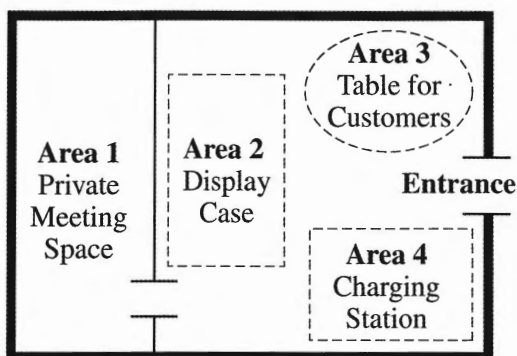 Area 1
Private
Meeting
Space
Area 2
Display
Case
Area 3
Table for
Customers
Entrance
Area 4
Charging
Station